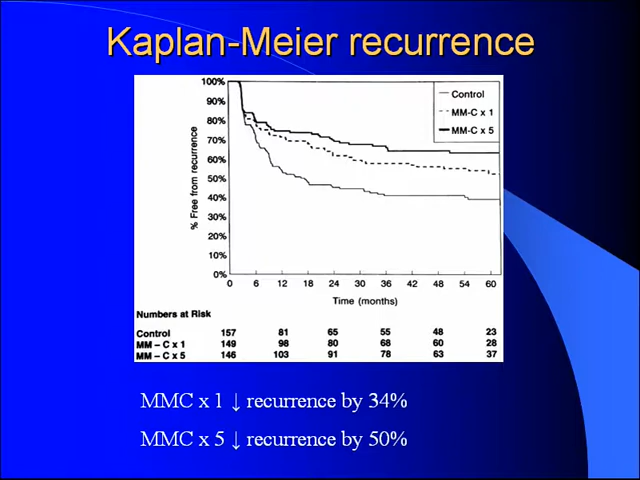 Kaplan-Meier recurrence
100%
90%
80%
70%
60%
50%
40%
30%
20%
10%
0%
% Free from recurrence
Control
MM-C x 1
MM-C x 5
0 6 12 18 24 30 36 42 48 54 60
Time (months)
Numbers at Risk
Control 157 81 65 55 48 23
MM – C x 1 149 98 80 68 60 28
MM – C x 5 146 103 91 78 63 37
MMC x 1 ↓ recurrence by 34%
MMC x 5 ↓ recurrence by 50%